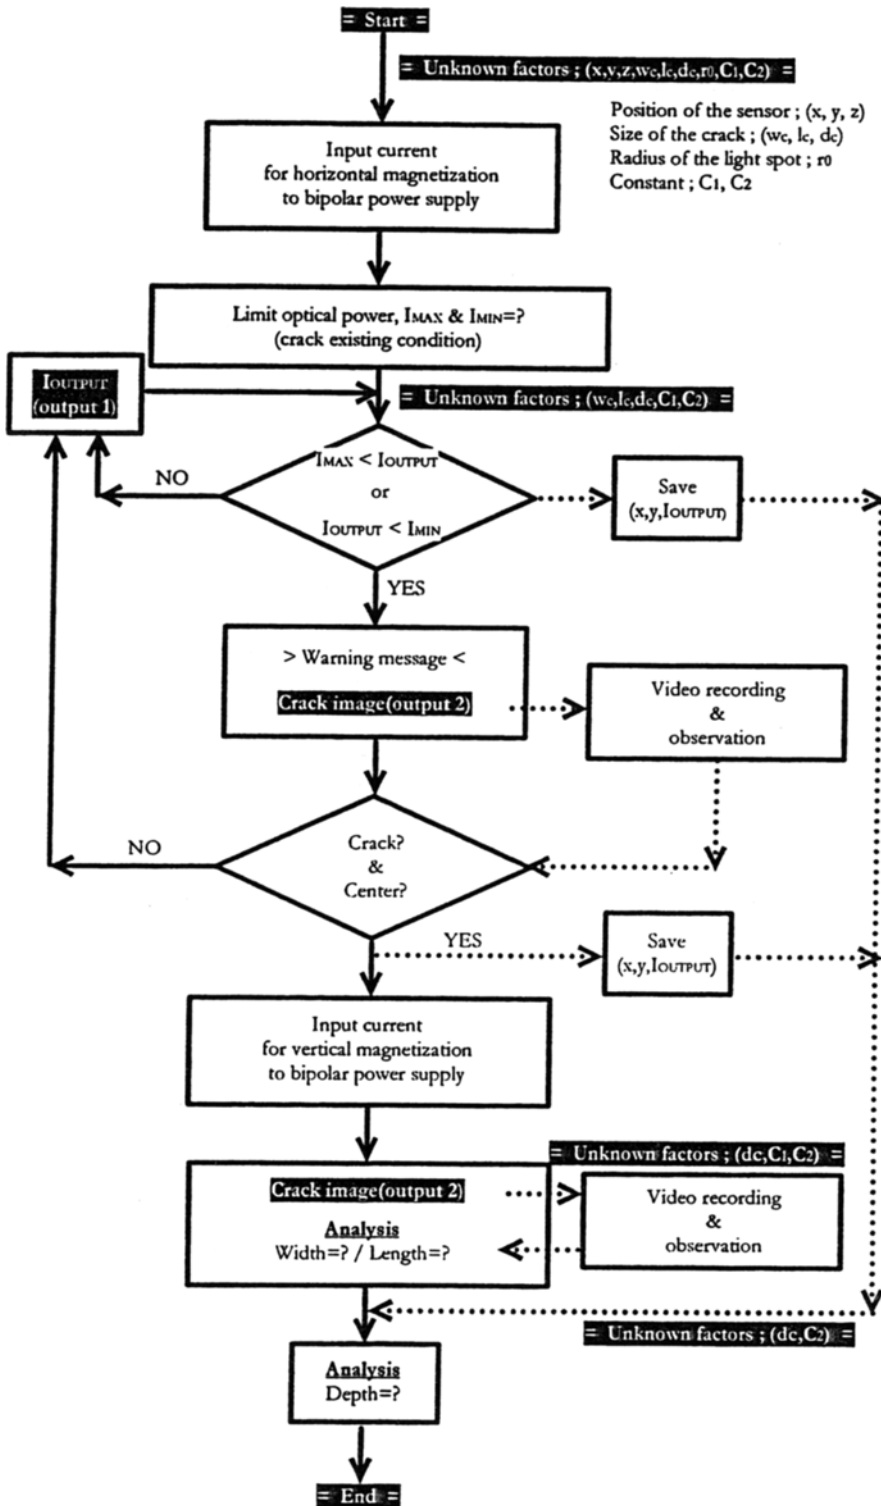 = Start =
= Unknown factors ; (x,y,z,wc,lc,dc,r0,C1,C2) =
Position of the sensor ; (x, y, z)
Size of the crack ; (wc, lc, dc)
Radius of the light spot ; r0
Constant ; C1, C2
Input current
for horizontal magnetization
to bipolar power supply
Limit optical power, IMAX & IMIN=?
(crack existing condition)
IOUTPUT
(output 1)
= Unknown factors ; (wc,lc,dc,C1,C2) =
NO
IMAX < IOUTPUT
or
IOUTPUT < IMIN
Save
(x,y,IOUTPUT)
YES
> Warning message <
Crack image(output 2)
Video recording
&
observation
NO
Crack?
&
Center?
YES
Save
(x,y,IOUTPUT)
Input current
for vertical magnetization
to bipolar power supply
= Unknown factors ; (dc,C1,C2) =
Crack image(output 2)
Analysis
Width=? / Length=?
Video recording
&
observation
= Unknown factors ; (dc,C2) =
Analysis
Depth=?
= End =